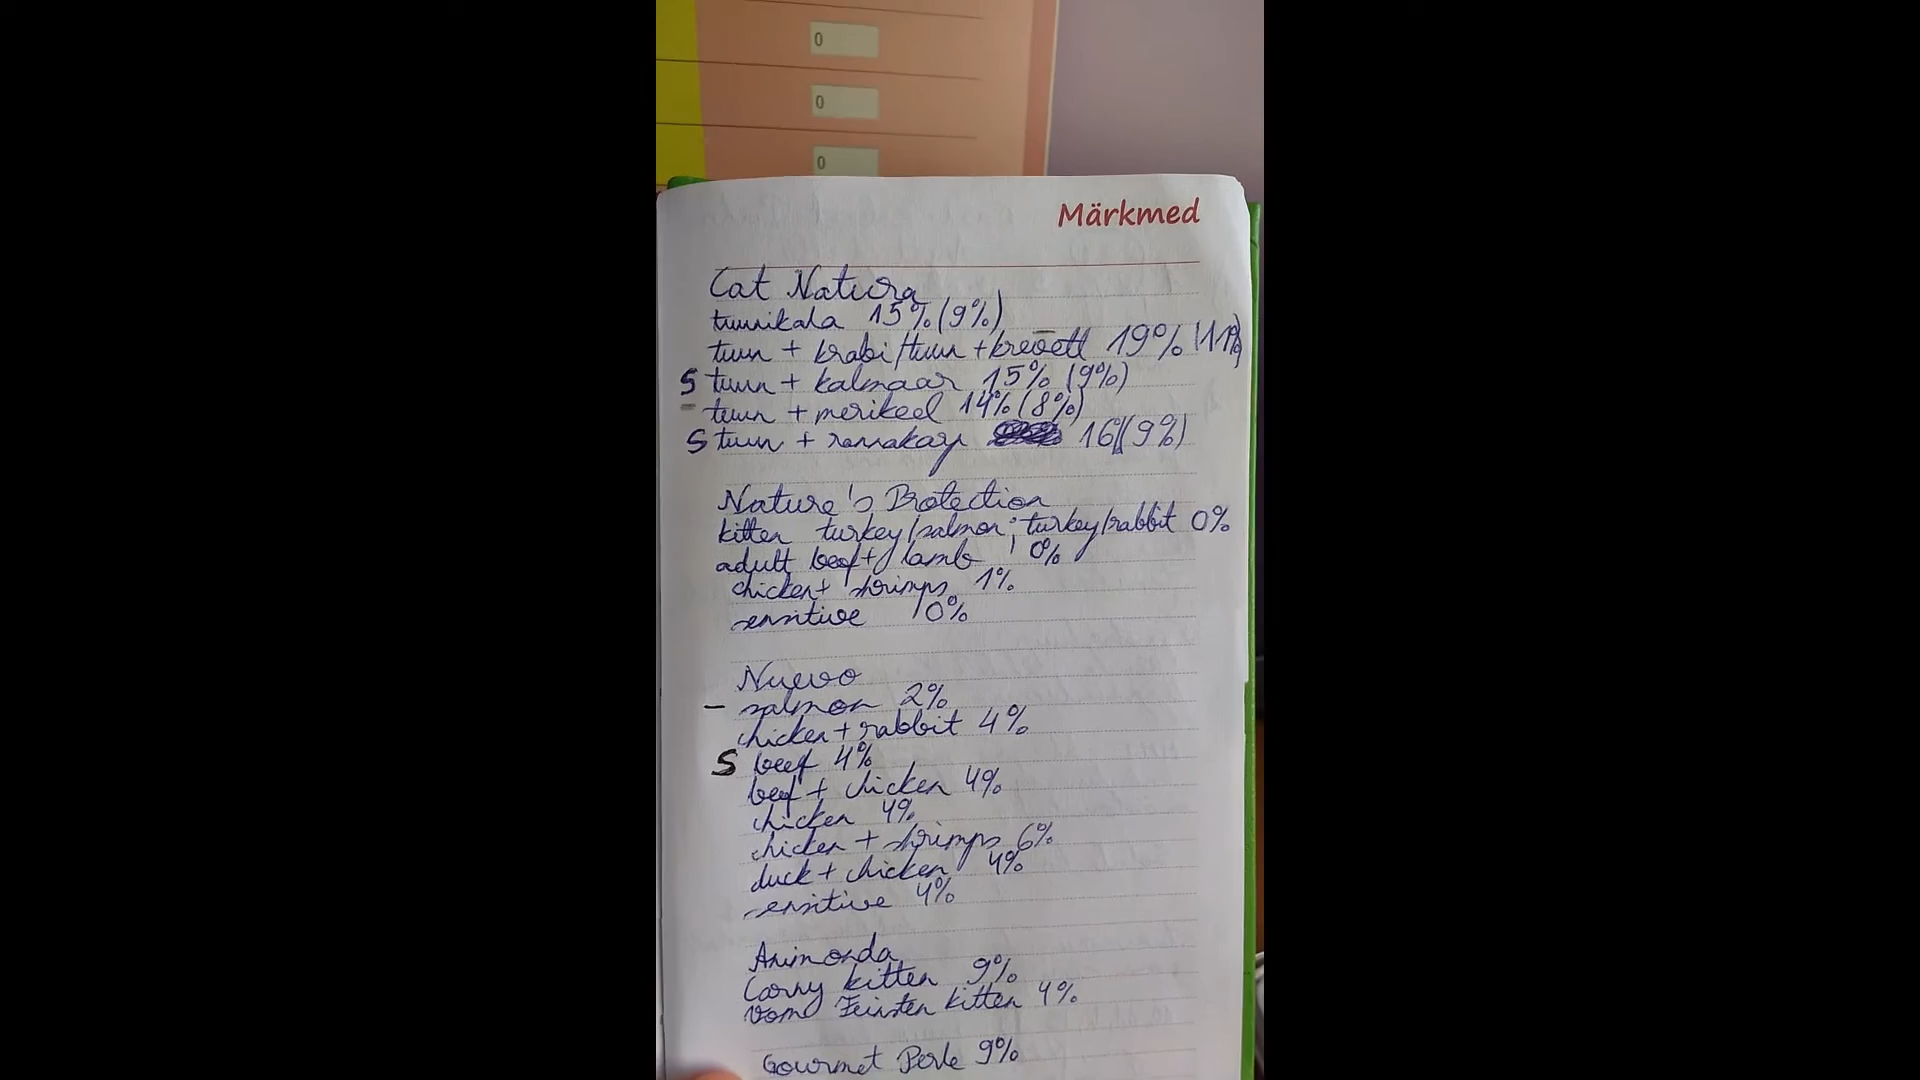 0
0
0
Märkmed
Cat Natura
tuunikala 15% (9%)
tuun + krabi/tuun + krevett 19% (11%)
S tuun + kalmaar 15% (9%)
- tuun + merikeel 14% (8%)
S tuun + rannakarp 16% (9%)
Nature's Protection
kitten turkey/salmon; turkey/rabbit 0%
adult beef + lamb 0%
chicken + shrimps 1%
sensitive 0%
Nuevo
- salmon 2%
chicken + rabbit 4%
S beef 4%
beef + chicken 4%
chicken 4%
chicken + shrimps 6%
duck + chicken 4%
sensitive 4%
Animonda
Carny kitten 9%
Vom Feinsten kitten 4%
Gourmet Perle 9%